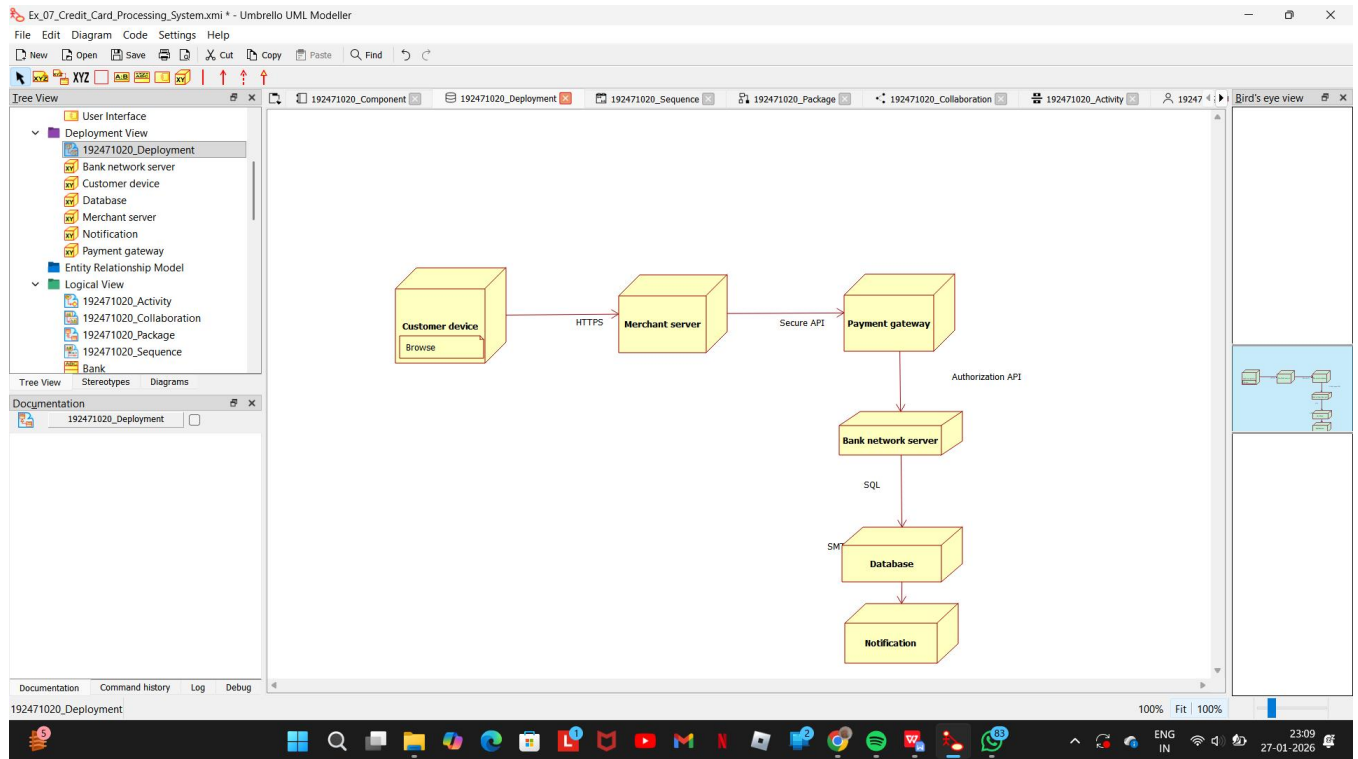 Ex_07_Credit_Card_Processing_System.xmi * - Umbrello UML Modeller
File Edit Diagram Code Settings Help
New Open Save Cut Copy Paste Find
XYZ
Tree View
192471020_Component 192471020_Deployment 192471020_Sequence 192471020_Package 192471020_Collaboration 192471020_Activity 19247
Bird's eye view
User Interface
Deployment View
192471020_Deployment
Bank network server
Customer device
Database
Merchant server
Notification
Payment gateway
Entity Relationship Model
Logical View
192471020_Activity
192471020_Collaboration
192471020_Package
192471020_Sequence
Bank
Tree View Stereotypes Diagrams
Documentation
192471020_Deployment
Customer device
Browse
HTTPS
Merchant server
Secure API
Payment gateway
Authorization API
Bank network server
SQL
SMT
Database
Notification
Documentation Command history Log Debug
192471020_Deployment
100% Fit 100%
5
1
2
83
ENG
IN
23:09
27-01-2026